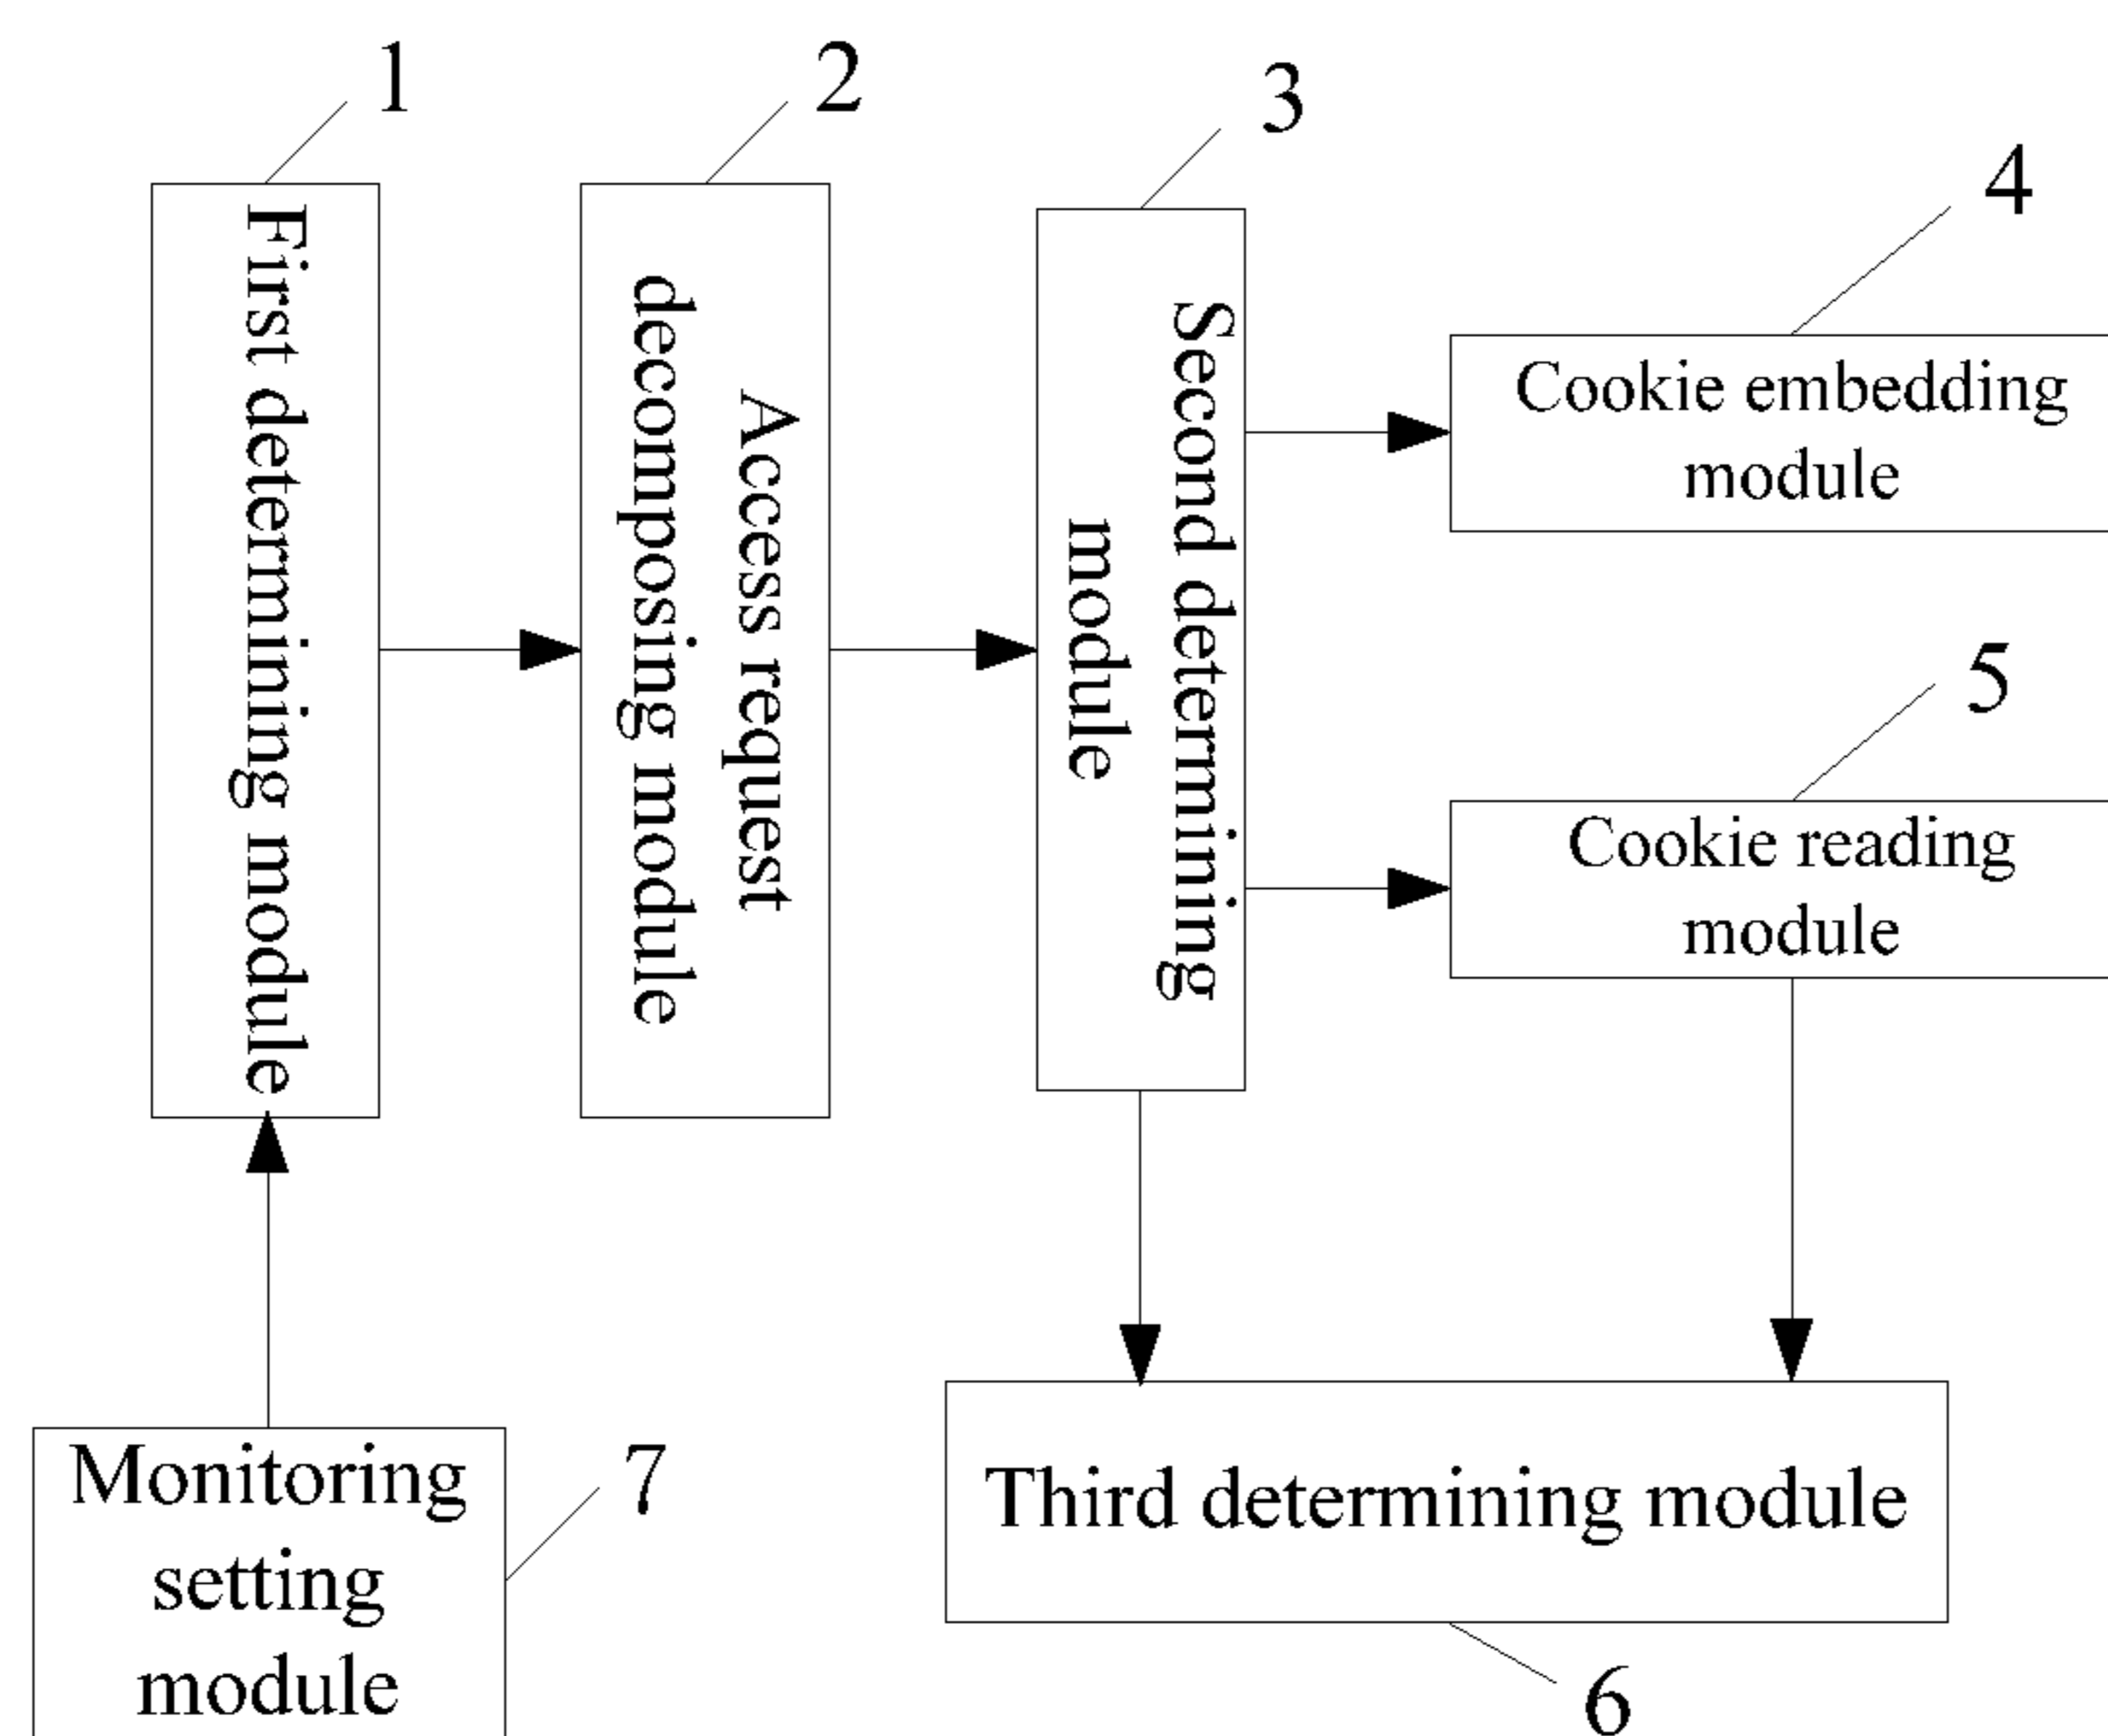 1
2
3
4
First determining module
Access request
decomposing module
Second determining
module
Cookie embedding
module
5
Cookie reading
module
Monitoring
setting
module
7
Third determining module
6